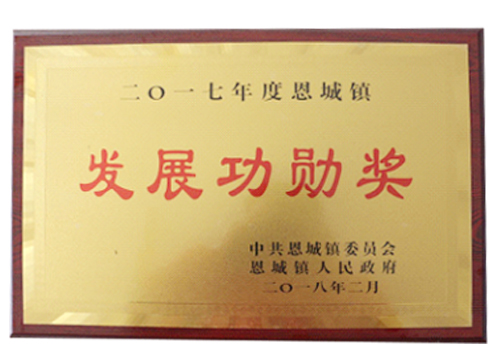 二〇一七年度恩城镇
发展功勋奖
中共恩城镇委员会
恩城镇人民政府
二〇一八年二月